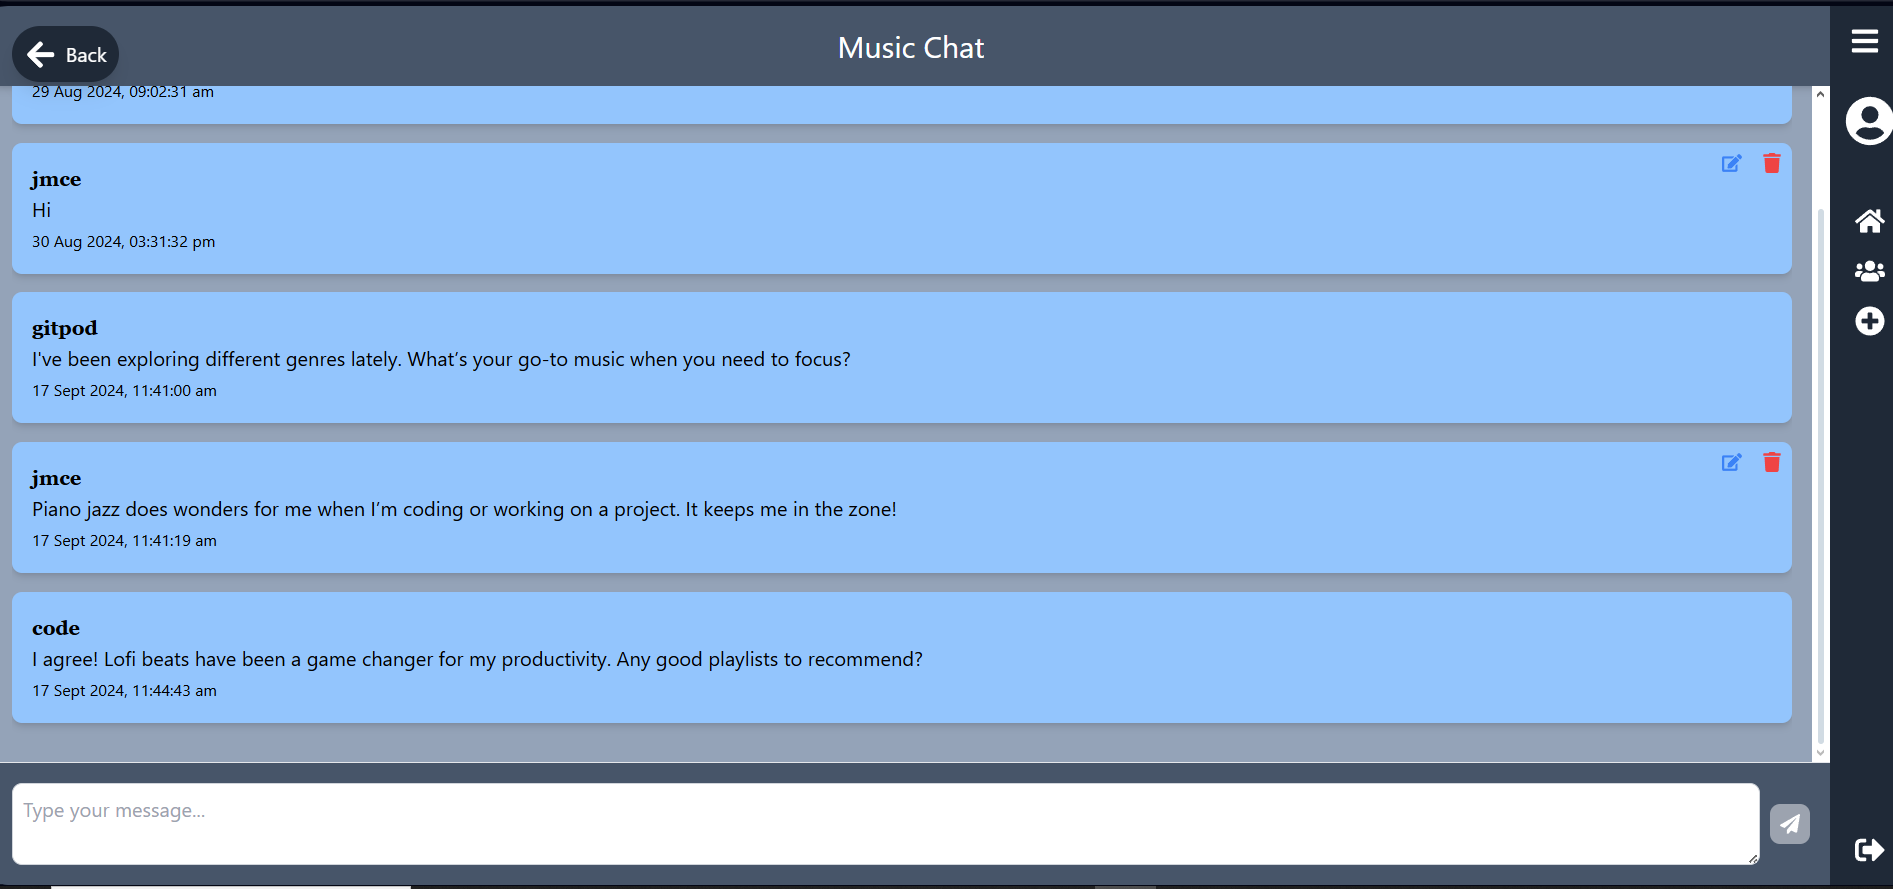 Back
Music Chat
29 Aug 2024, 09:02:31 am
jmce
Hi
30 Aug 2024, 03:31:32 pm
gitpod
I've been exploring different genres lately. What’s your go-to music when you need to focus?
17 Sept 2024, 11:41:00 am
jmce
Piano jazz does wonders for me when I’m coding or working on a project. It keeps me in the zone!
17 Sept 2024, 11:41:19 am
code
I agree! Lofi beats have been a game changer for my productivity. Any good playlists to recommend?
17 Sept 2024, 11:44:43 am
Type your message...